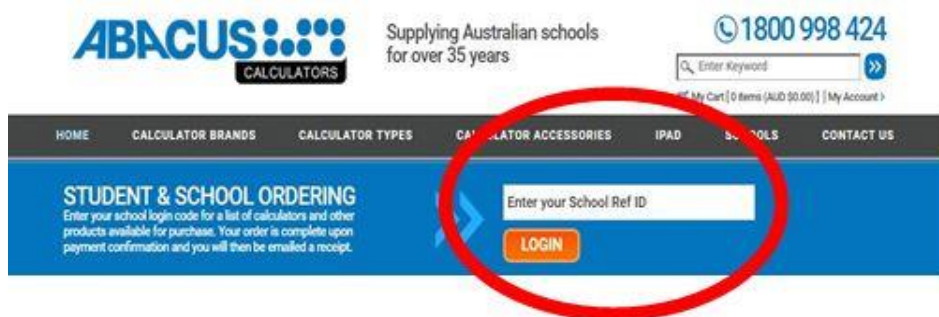 ABACUS
CALCULATORS
Supplying Australian schools
for over 35 years
1800 998 424
Enter Keyword
My Cart [ 0 items (AUD $0.00) ] | My Account >
HOME CALCULATOR BRANDS CALCULATOR TYPES ACCESSORIES IPAD CONTACT US
STUDENT & SCHOOL ORDERING
Enter your school login code for a list of calculators and other
products available for purchase. Your order is complete upon
payment confirmation and you will then be emailed a receipt.
Enter your School Ref ID
LOGIN